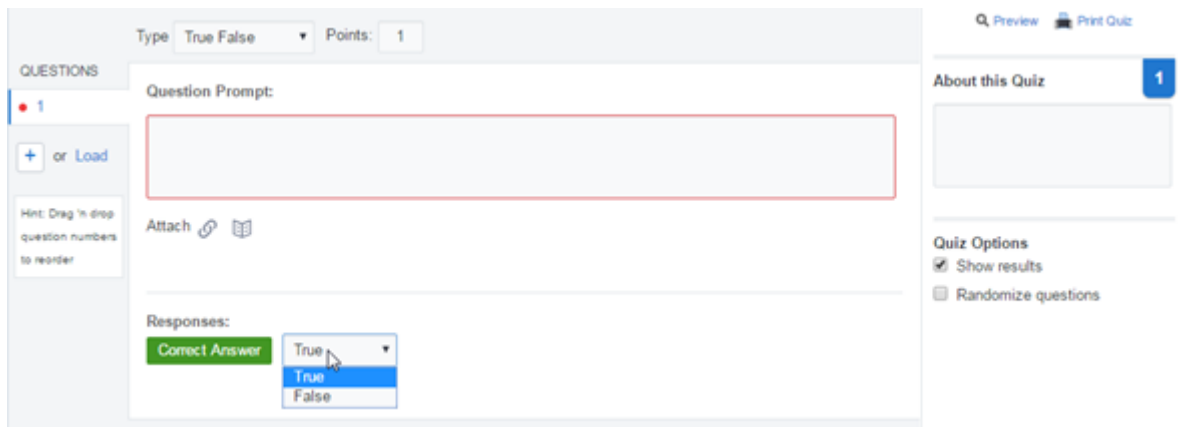 Type True False Points: 1
QUESTIONS
1
+ or Load
Hint: Drag 'n drop
question numbers
to reorder
Question Prompt:
Attach
Responses:
Correct Answer True
True
False
Preview Print Quiz
About this Quiz 1
Quiz Options
Show results
Randomize questions